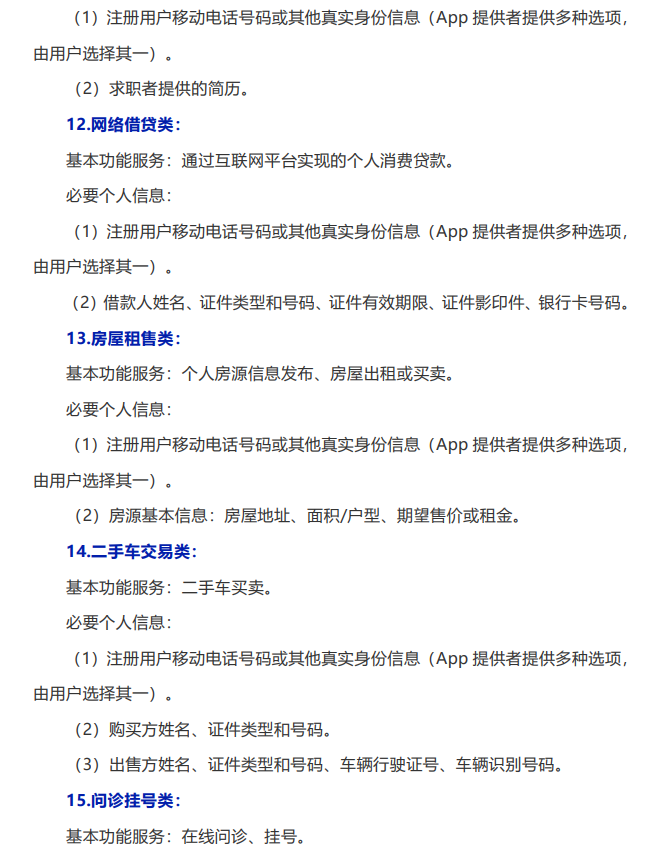 （1）注册用户移动电话号码或其他真实身份信息（App 提供者提供多种选项，
由用户选择其一）。
（2）求职者提供的简历。
12.网络借贷类：
基本功能服务：通过互联网平台实现的个人消费贷款。
必要个人信息：
（1）注册用户移动电话号码或其他真实身份信息（App 提供者提供多种选项，
由用户选择其一）。
（2）借款人姓名、证件类型和号码、证件有效期限、证件影印件、银行卡号码。
13.房屋租售类：
基本功能服务：个人房源信息发布、房屋出租或买卖。
必要个人信息：
（1）注册用户移动电话号码或其他真实身份信息（App 提供者提供多种选项，
由用户选择其一）。
（2）房源基本信息：房屋地址、面积/户型、期望售价或租金。
14.二手车交易类：
基本功能服务：二手车买卖。
必要个人信息：
（1）注册用户移动电话号码或其他真实身份信息（App 提供者提供多种选项，
由用户选择其一）。
（2）购买方姓名、证件类型和号码。
（3）出售方姓名、证件类型和号码、车辆行驶证号、车辆识别号码。
15.问诊挂号类：
基本功能服务：在线问诊、挂号。